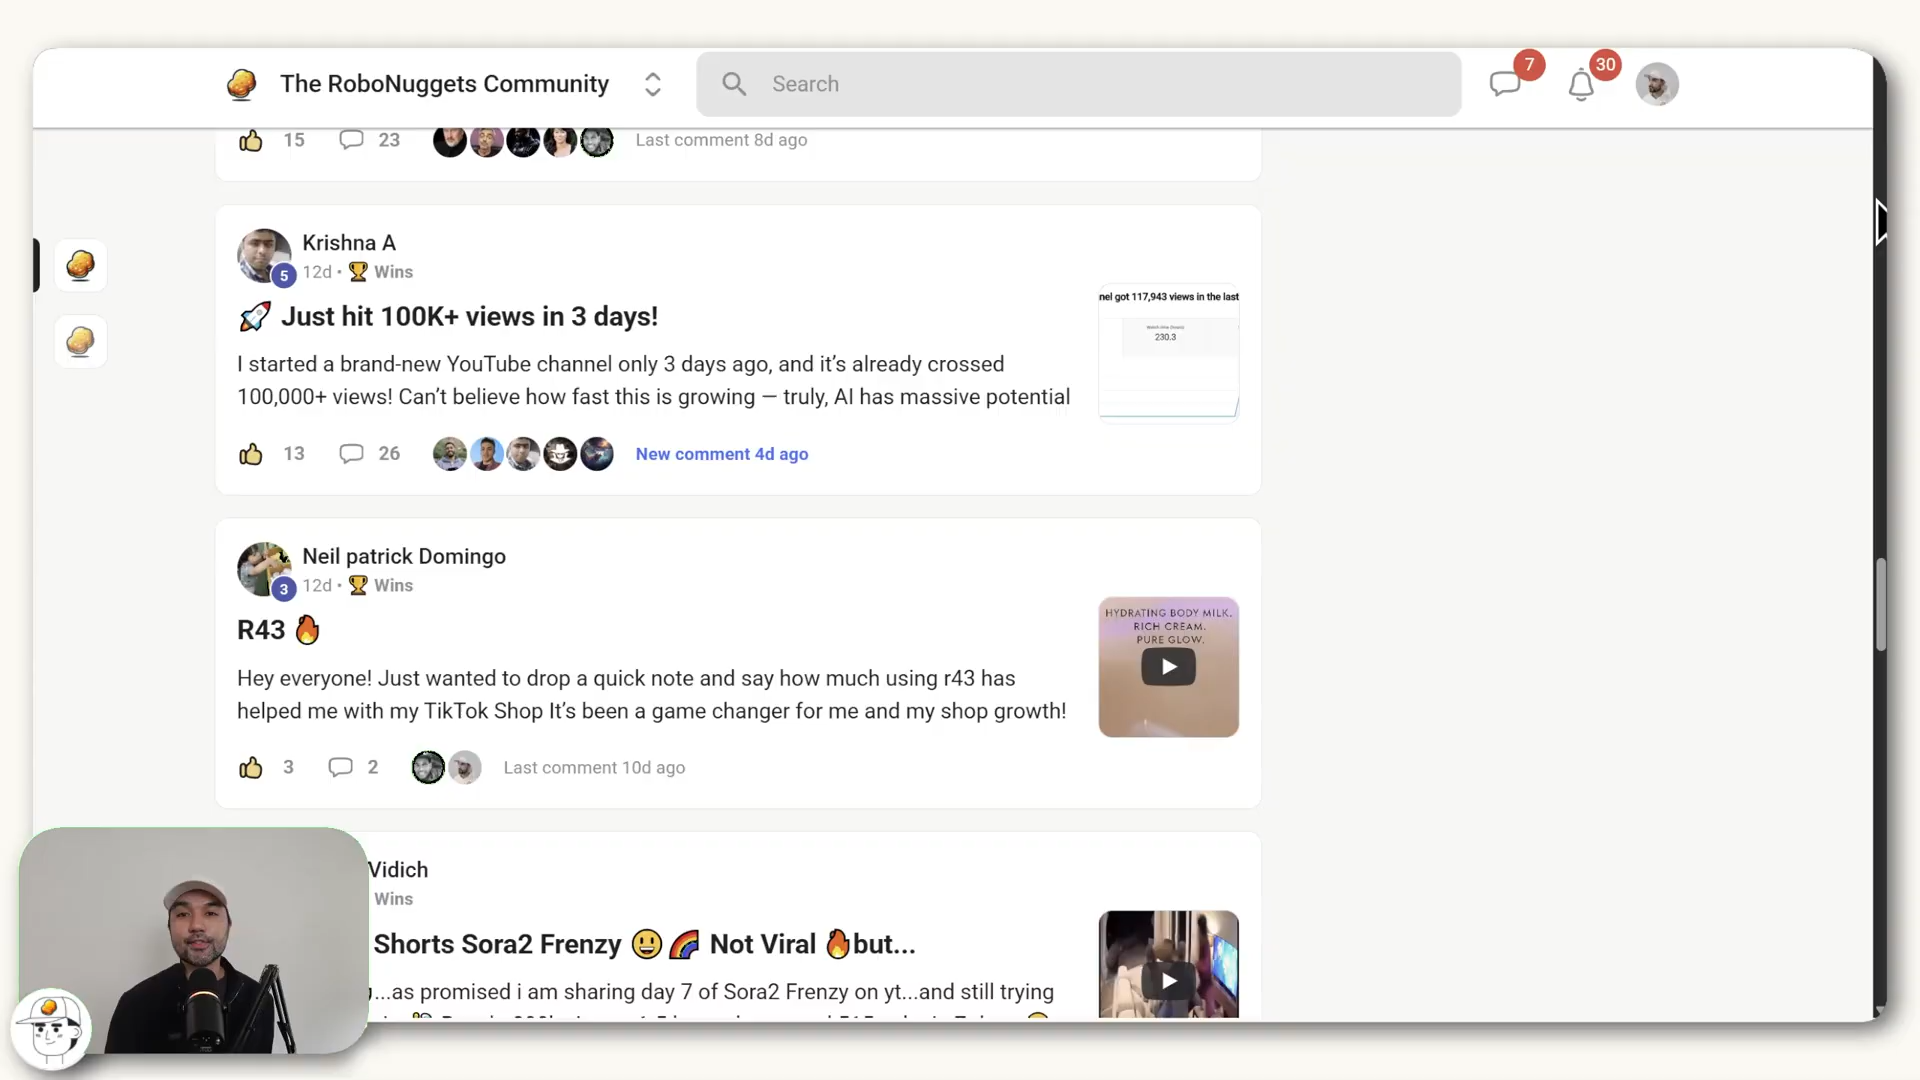 The RoboNuggets Community
Search
7
30
15
23
Last comment 8d ago
Krishna A
5
12d • 🏆 Wins
🚀 Just hit 100K+ views in 3 days!
I started a brand-new YouTube channel only 3 days ago, and it’s already crossed
100,000+ views! Can’t believe how fast this is growing — truly, AI has massive potential
nel got 117,943 views in the last
230.3
13
26
New comment 4d ago
Neil patrick Domingo
3
12d • 🏆 Wins
R43 🔥
Hey everyone! Just wanted to drop a quick note and say how much using r43 has
helped me with my TikTok Shop It’s been a game changer for me and my shop growth!
HYDRATING BODY MILK.
RICH CREAM.
PURE GLOW.
3
2
Last comment 10d ago
Vidich
Wins
Shorts Sora2 Frenzy 😃 🌈 Not Viral 🔥but...
...as promised i am sharing day 7 of Sora2 Frenzy on yt...and still trying